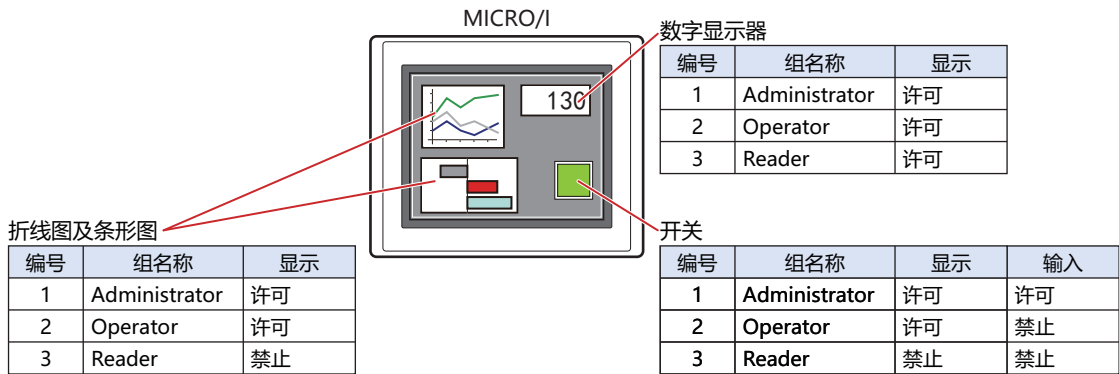 MICRO/I
130
数字显示器
编号 组名称 显示
1 Administrator 许可
2 Operator 许可
3 Reader 许可
折线图及条形图
编号 组名称 显示
1 Administrator 许可
2 Operator 许可
3 Reader 禁止
开关
编号 组名称 显示 输入
1 Administrator 许可 许可
2 Operator 许可 禁止
3 Reader 禁止 禁止